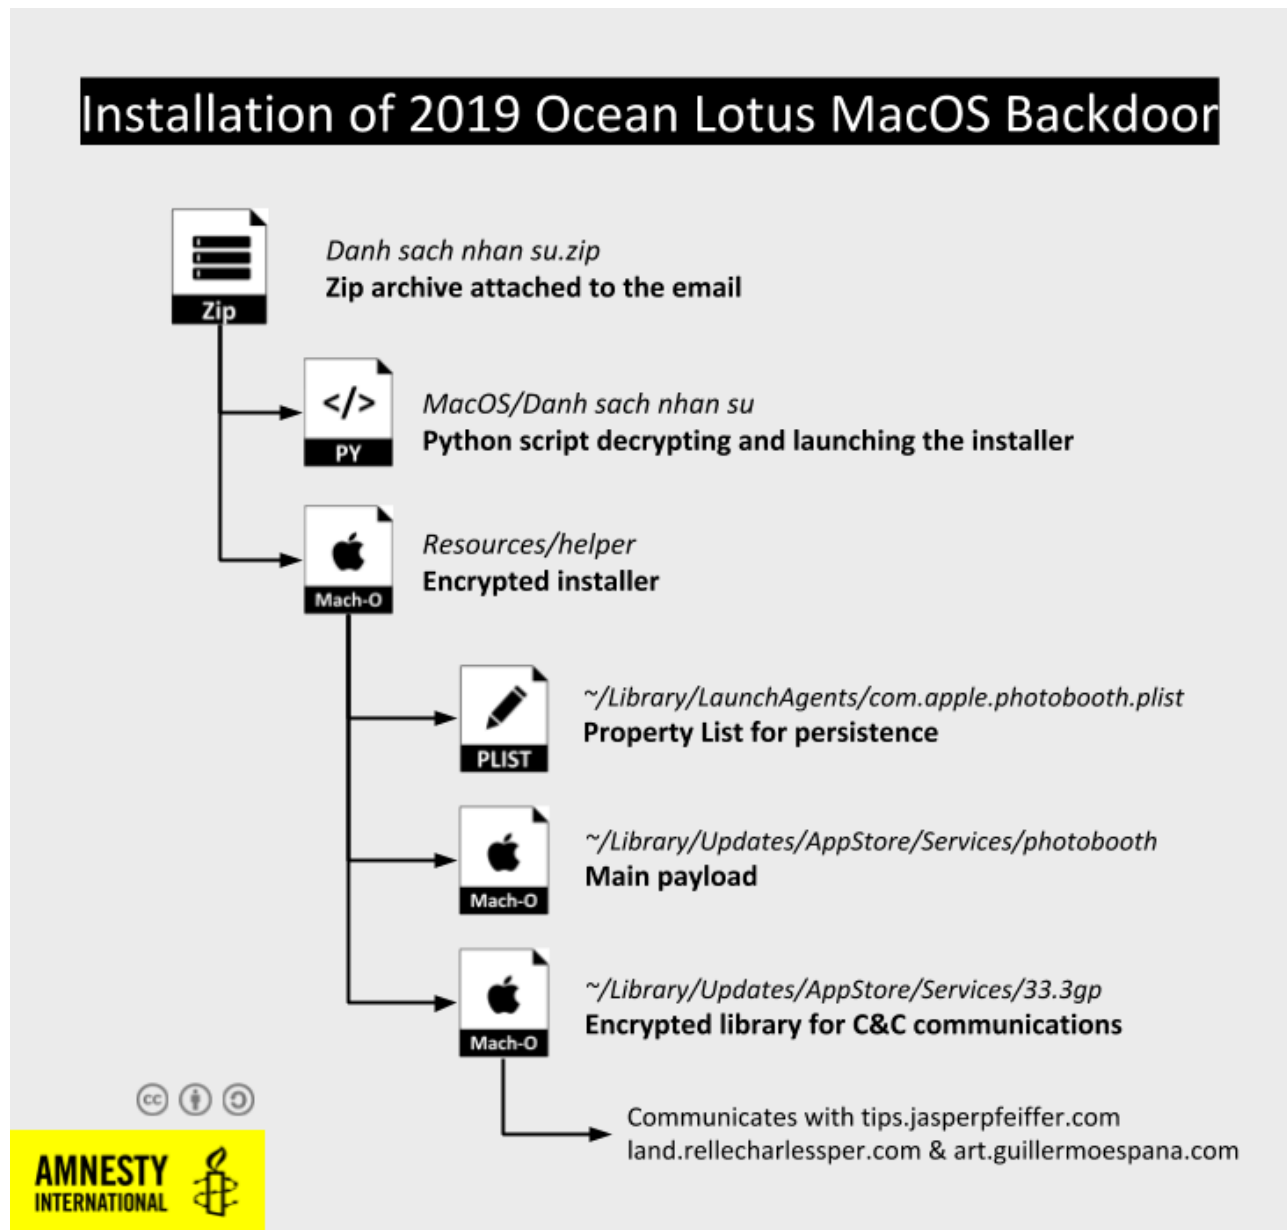 Installation of 2019 Ocean Lotus MacOS Backdoor
Zip
Danh sach nhan su.zip
Zip archive attached to the email
</>
PY
MacOS/Danh sach nhan su
Python script decrypting and launching the installer
Mach-O
Resources/helper
Encrypted installer
PLIST
~/Library/LaunchAgents/com.apple.photobooth.plist
Property List for persistence
Mach-O
~/Library/Updates/AppStore/Services/photobooth
Main payload
Mach-O
~/Library/Updates/AppStore/Services/33.3gp
Encrypted library for C&C communications
Communicates with tips.jasperpfeiffer.com
land.rellecharlessper.com & art.guillermoespana.com
cc
AMNESTY
INTERNATIONAL